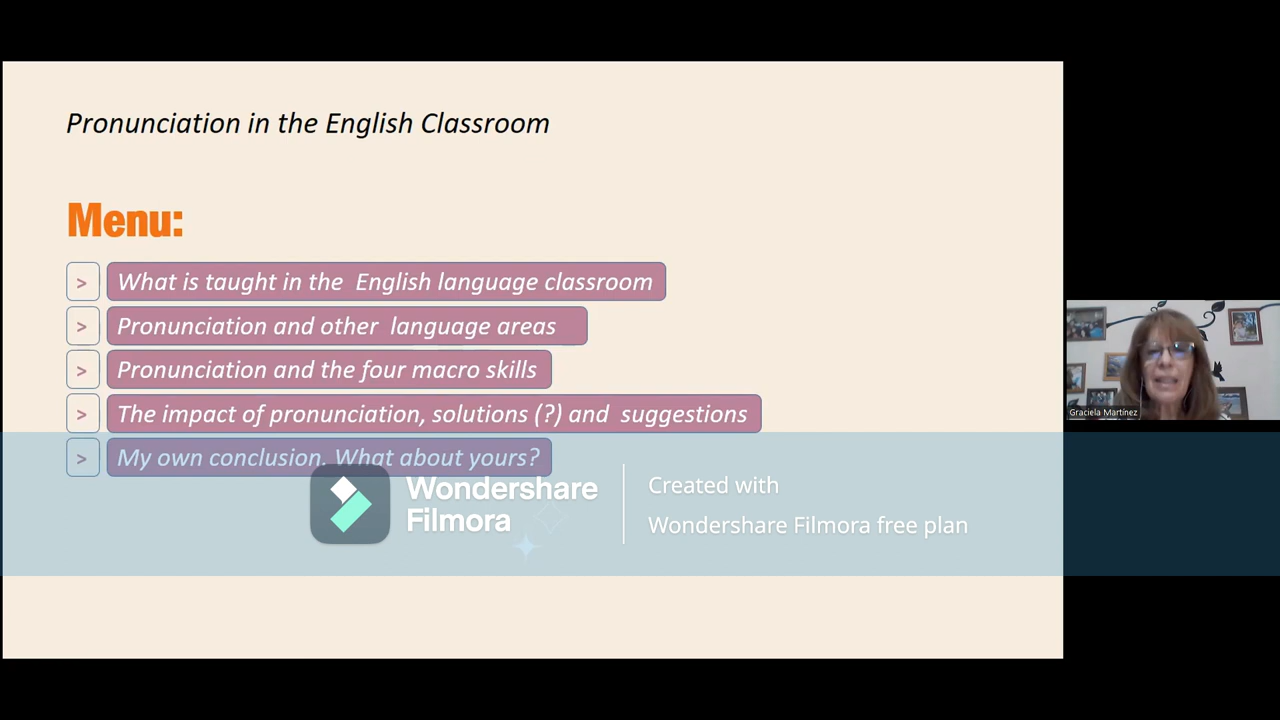 Pronunciation in the English Classroom
Menu:
> What is taught in the English language classroom
> Pronunciation and other language areas
> Pronunciation and the four macro skills
> The impact of pronunciation, solutions (?) and suggestions
> My own conclusion. What about yours?
Wondershare
Filmora
Created with
Wondershare Filmora free plan
Graciela Martínez